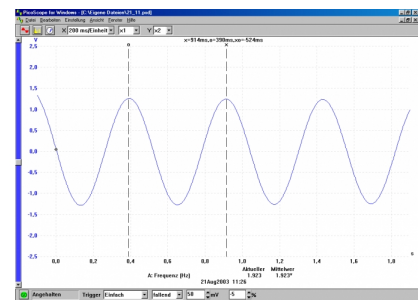 PicoScope for Windows - [C:\Eigene Dateien\21_11.psd]
Datei Bearbeiten Einstellung Ansicht Fenster Hilfe
X 200 ms/Einheit x1 Y x2
V x=914ms,o=390ms,xo=524ms
2,5
2,0
1,5
1,0
0,5
0,0
-0,5
-1,0
-1,5
-2,0
-2,5
0,0 0,2 0,4 0,6 0,8 1,0 1,2 1,4 1,6 1,8
Aktueller Mittelwer
A: Frequenz (Hz) 1.923 1.923*
21Aug2003 11:26
GO Angehalten Trigger Einfach fallend 50 mV -5 %